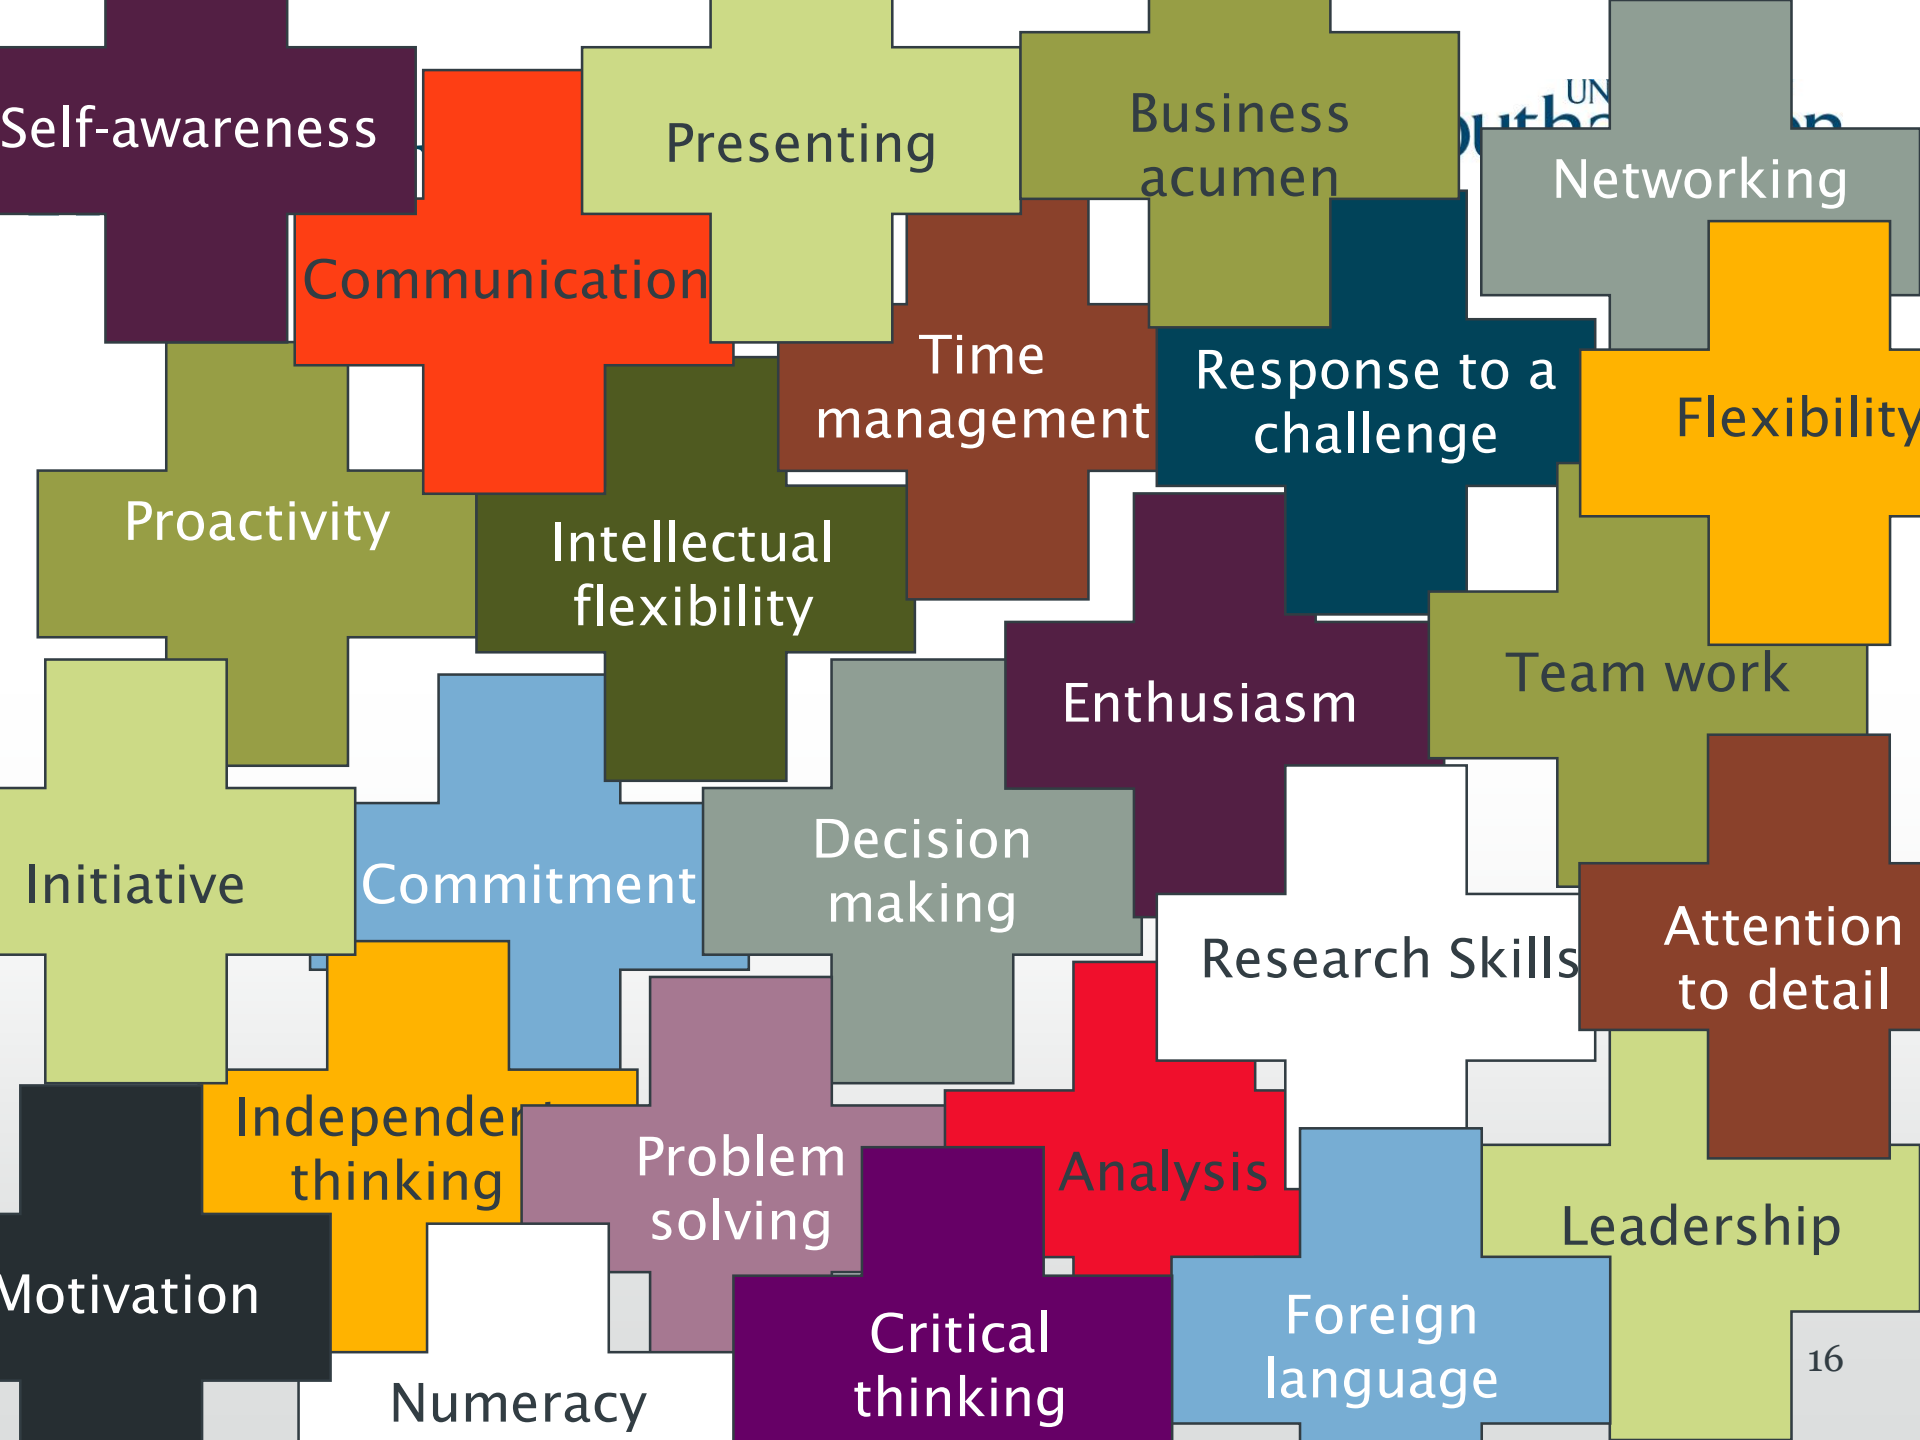 Self-awareness
Presenting
Business
acumen
UN
Networking
Communication
Time
management
Response to a
challenge
Flexibility
Proactivity
Intellectual
flexibility
Enthusiasm
Team work
Initiative
Commitment
Decision
making
Research Skills
Attention
to detail
thinking
Problem
solving
Analysis
Leadership
Motivation
Numeracy
Critical
thinking
Foreign
language
16